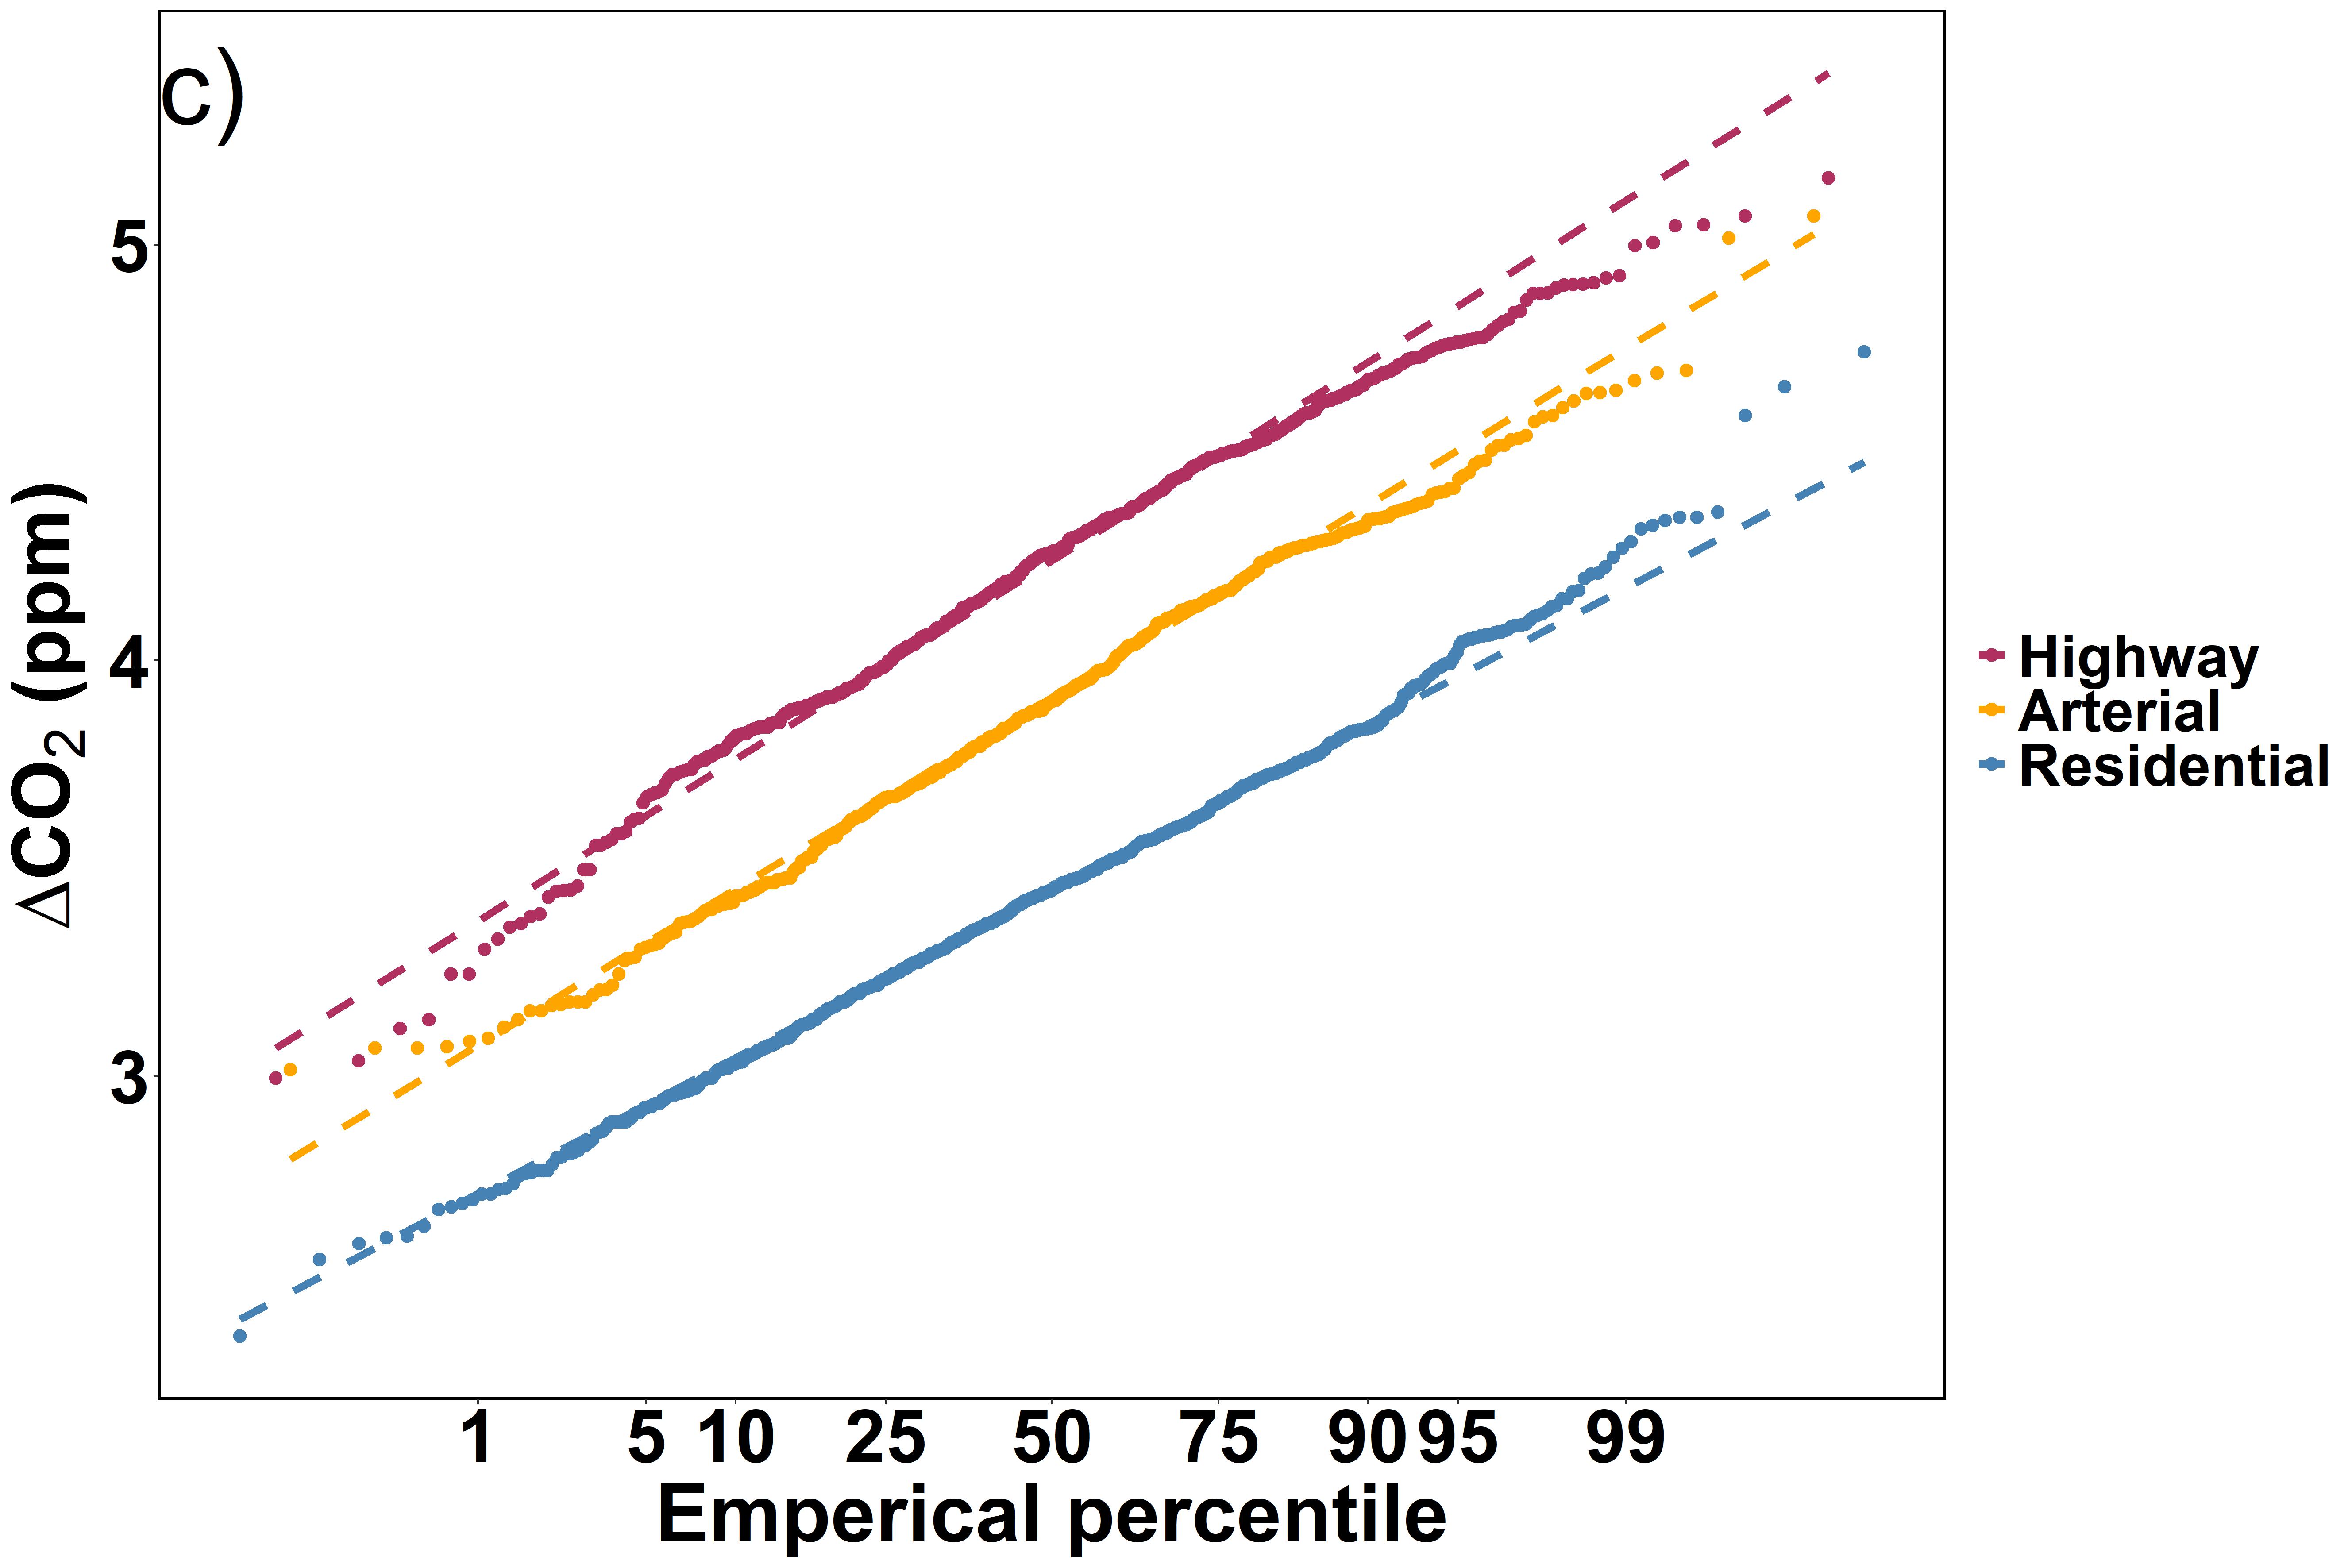 c)
ΔCO₂ (ppm)
5
4
3
1 5 10 25 50 75 90 95 99
Emperical percentile
Highway
Arterial
Residential